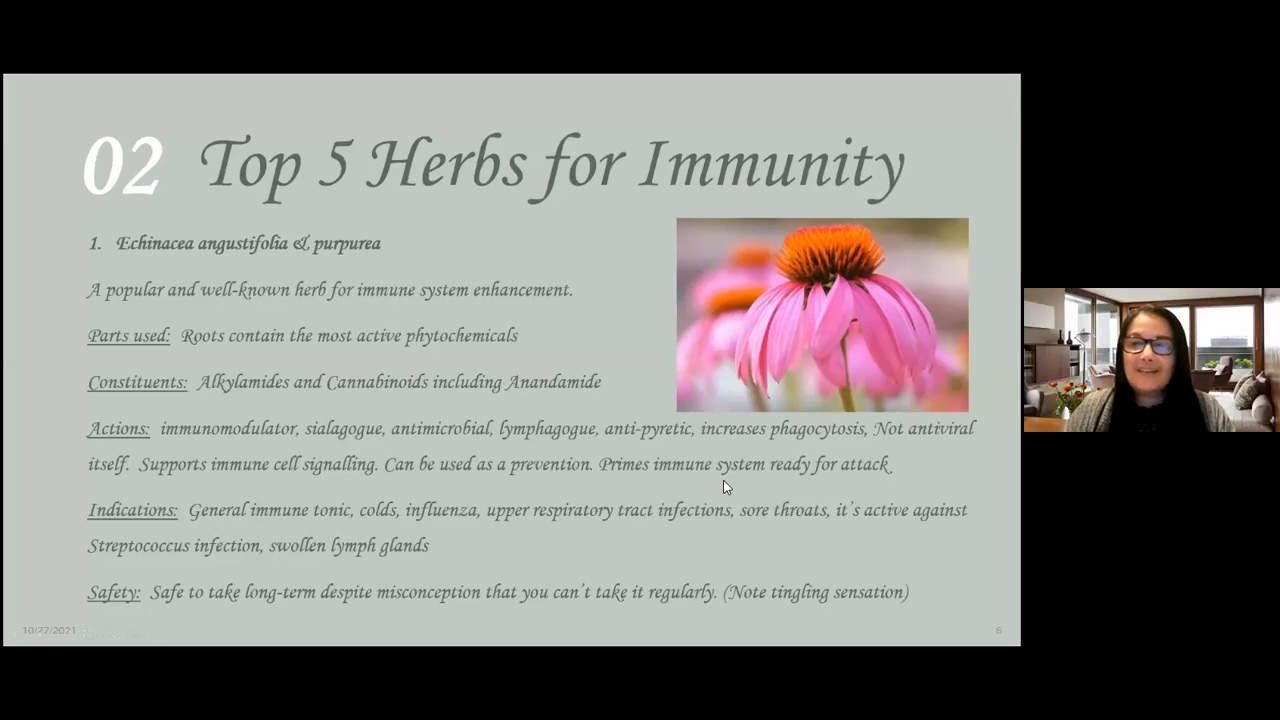 02 Top 5 Herbs for Immunity
1. Echinacea angustifolia & purpurea
A popular and well-known herb for immune system enhancement.
Parts used: Roots contain the most active phytochemicals
Constituents: Alkylamides and Cannabinoids including Anandamide
Actions: immunomodulator, sialagogue, antimicrobial, lymphagogue, anti-pyretic, increases phagocytosis, Not antiviral
itself. Supports immune cell signalling. Can be used as a prevention. Primes immune system ready for attack.
Indications: General immune tonic, colds, influenza, upper respiratory tract infections, sore throats, it's active against
Streptococcus infection, swollen lymph glands
Safety: Safe to take long-term despite misconception that you can't take it regularly. (Note tingling sensation)
10/27/2021 6